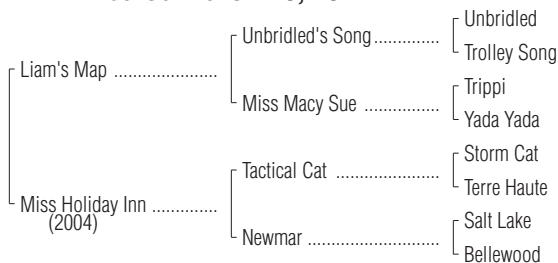 Unbridled
Unbridled's Song..............
Trolley Song
Liam's Map ......................
Trippi
Miss Macy Sue ................
Yada Yada
Storm Cat
Tactical Cat ......................
Terre Haute
Miss Holiday Inn ..............
(2004)
Salt Lake
Newmar ............................
Bellewood